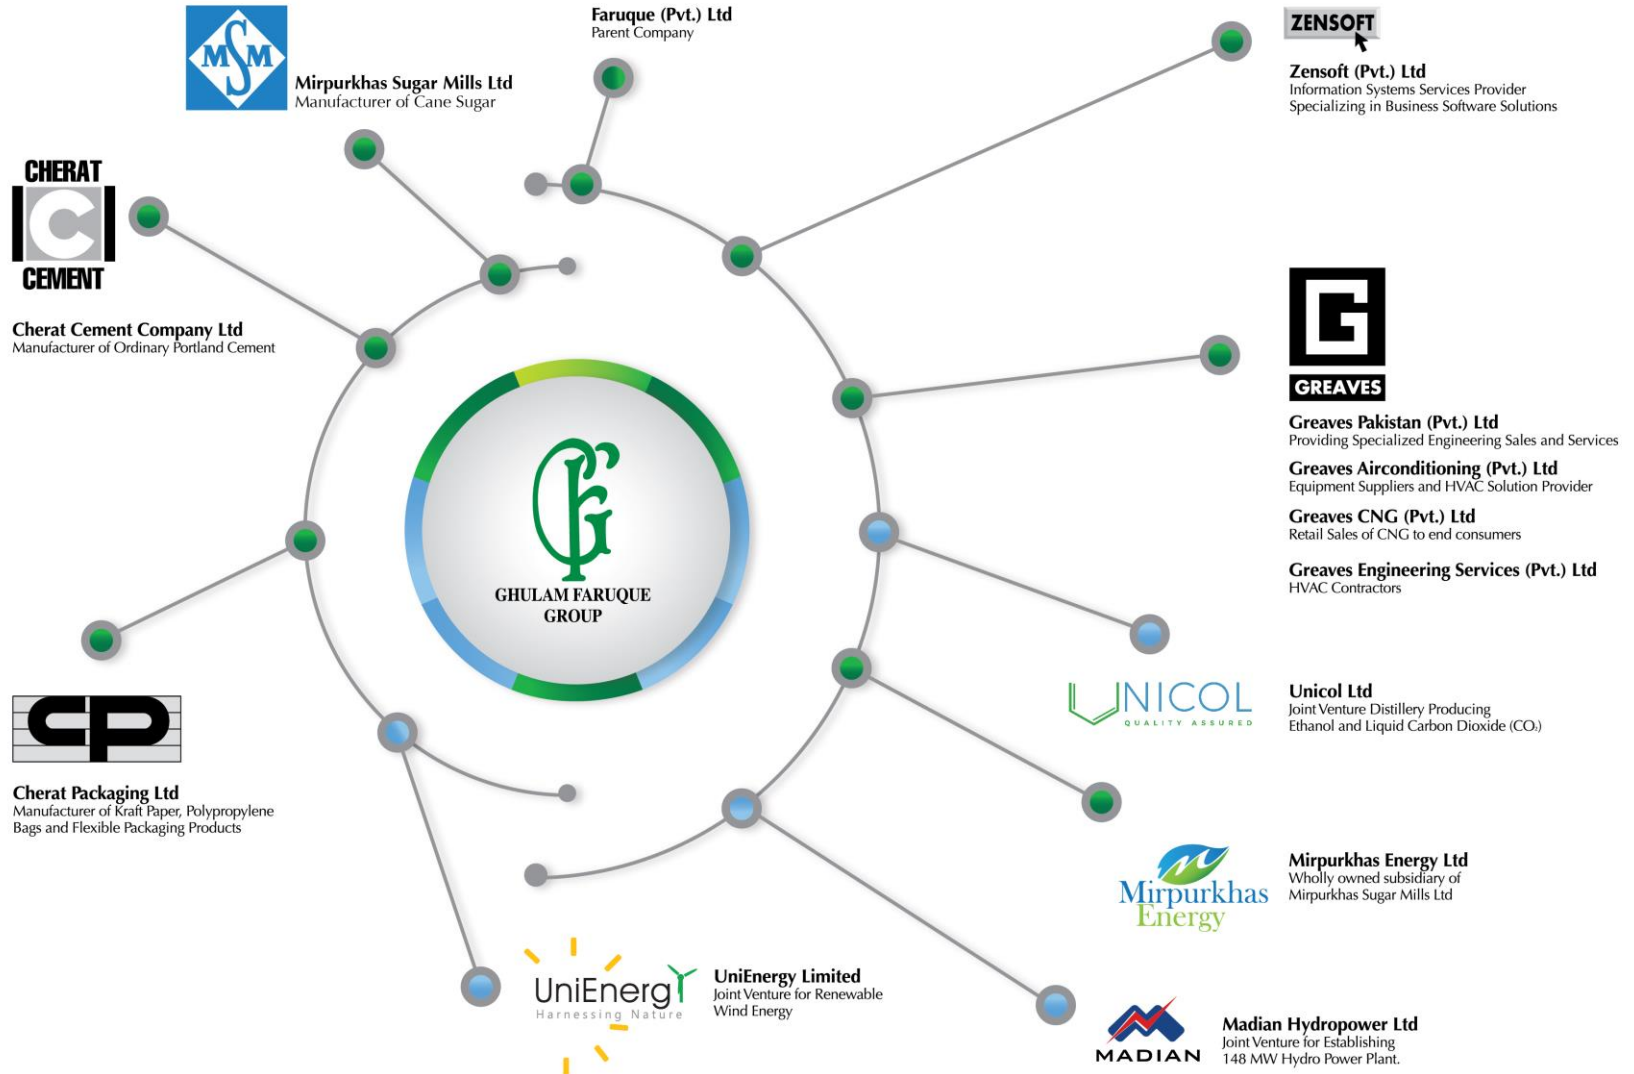 MSM
Mirpurkhas Sugar Mills Ltd
Manufacturer of Cane Sugar
Faruque (Pvt.) Ltd
Parent Company
ZENSOFT
Zensoft (Pvt.) Ltd
Information Systems Services Provider
Specializing in Business Software Solutions
CHERAT
C
CEMENT
Cherat Cement Company Ltd
Manufacturer of Ordinary Portland Cement
G
GREAVES
Greaves Pakistan (Pvt.) Ltd
Providing Specialized Engineering Sales and Services
Greaves Airconditioning (Pvt.) Ltd
Equipment Suppliers and HVAC Solution Provider
Greaves CNG (Pvt.) Ltd
Retail Sales of CNG to end consumers
Greaves Engineering Services (Pvt.) Ltd
HVAC Contractors
GFG
GHULAM FARUQUE
GROUP
UNICOL
QUALITY ASSURED
Unicol Ltd
Joint Venture Distillery Producing
Ethanol and Liquid Carbon Dioxide (CO₂)
CP
Cherat Packaging Ltd
Manufacturer of Kraft Paper, Polypropylene
Bags and Flexible Packaging Products
Mirpurkhas
Energy
Mirpurkhas Energy Ltd
Wholly owned subsidiary of
Mirpurkhas Sugar Mills Ltd
UniEnergy
Harnessing Nature
UniEnergy Limited
Joint Venture for Renewable
Wind Energy
MADIAN
Madian Hydropower Ltd
Joint Venture for Establishing
148 MW Hydro Power Plant.